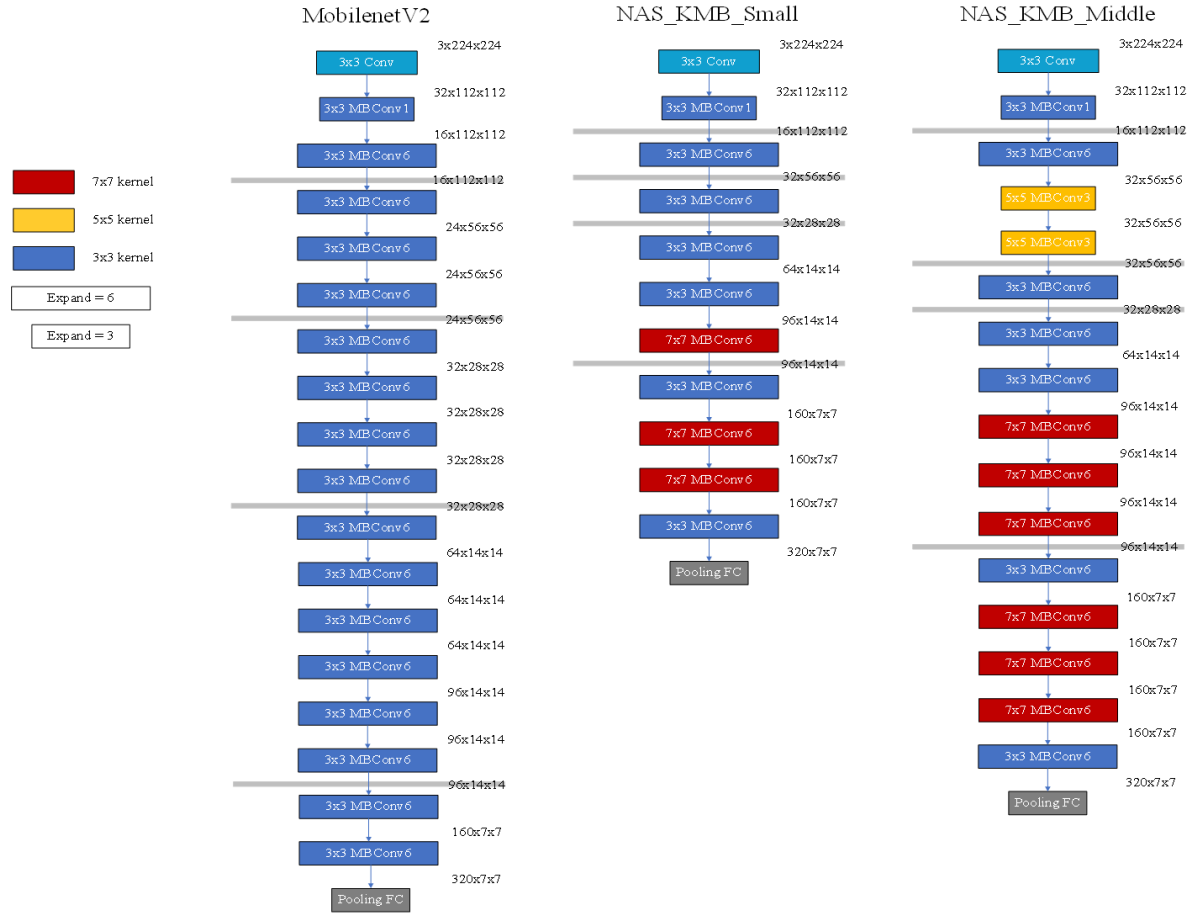 MobilenetV2
3x3 Conv
3x224x224
32x112x112
3x3 MBConv1
16x112x112
3x3 MBConv6
16x112x112
3x3 MBConv6
24x56x56
3x3 MBConv6
24x56x56
3x3 MBConv6
24x56x56
3x3 MBConv6
32x28x28
3x3 MBConv6
32x28x28
3x3 MBConv6
32x28x28
3x3 MBConv6
32x28x28
3x3 MBConv6
64x14x14
3x3 MBConv6
64x14x14
3x3 MBConv6
64x14x14
3x3 MBConv6
96x14x14
3x3 MBConv6
96x14x14
3x3 MBConv6
96x14x14
3x3 MBConv6
160x7x7
3x3 MBConv6
320x7x7
Pooling FC
7x7 kernel
5x5 kernel
3x3 kernel
Expand = 6
Expand = 3
NAS_KMB_Small
3x224x224
3x3 Conv
32x112x112
3x3 MBConv1
16x112x112
3x3 MBConv6
32x56x56
3x3 MBConv6
32x28x28
3x3 MBConv6
64x14x14
3x3 MBConv6
96x14x14
7x7 MBConv6
96x14x14
3x3 MBConv6
160x7x7
7x7 MBConv6
160x7x7
7x7 MBConv6
160x7x7
3x3 MBConv6
320x7x7
Pooling FC
NAS_KMB_Middle
3x224x224
3x3 Conv
32x112x112
3x3 MBConv1
16x112x112
3x3 MBConv6
32x56x56
5x5 MBConv3
32x56x56
5x5 MBConv3
32x56x56
3x3 MBConv6
32x28x28
3x3 MBConv6
64x14x14
3x3 MBConv6
96x14x14
7x7 MBConv6
96x14x14
7x7 MBConv6
96x14x14
7x7 MBConv6
96x14x14
3x3 MBConv6
160x7x7
7x7 MBConv6
160x7x7
7x7 MBConv6
160x7x7
7x7 MBConv6
160x7x7
3x3 MBConv6
320x7x7
Pooling FC